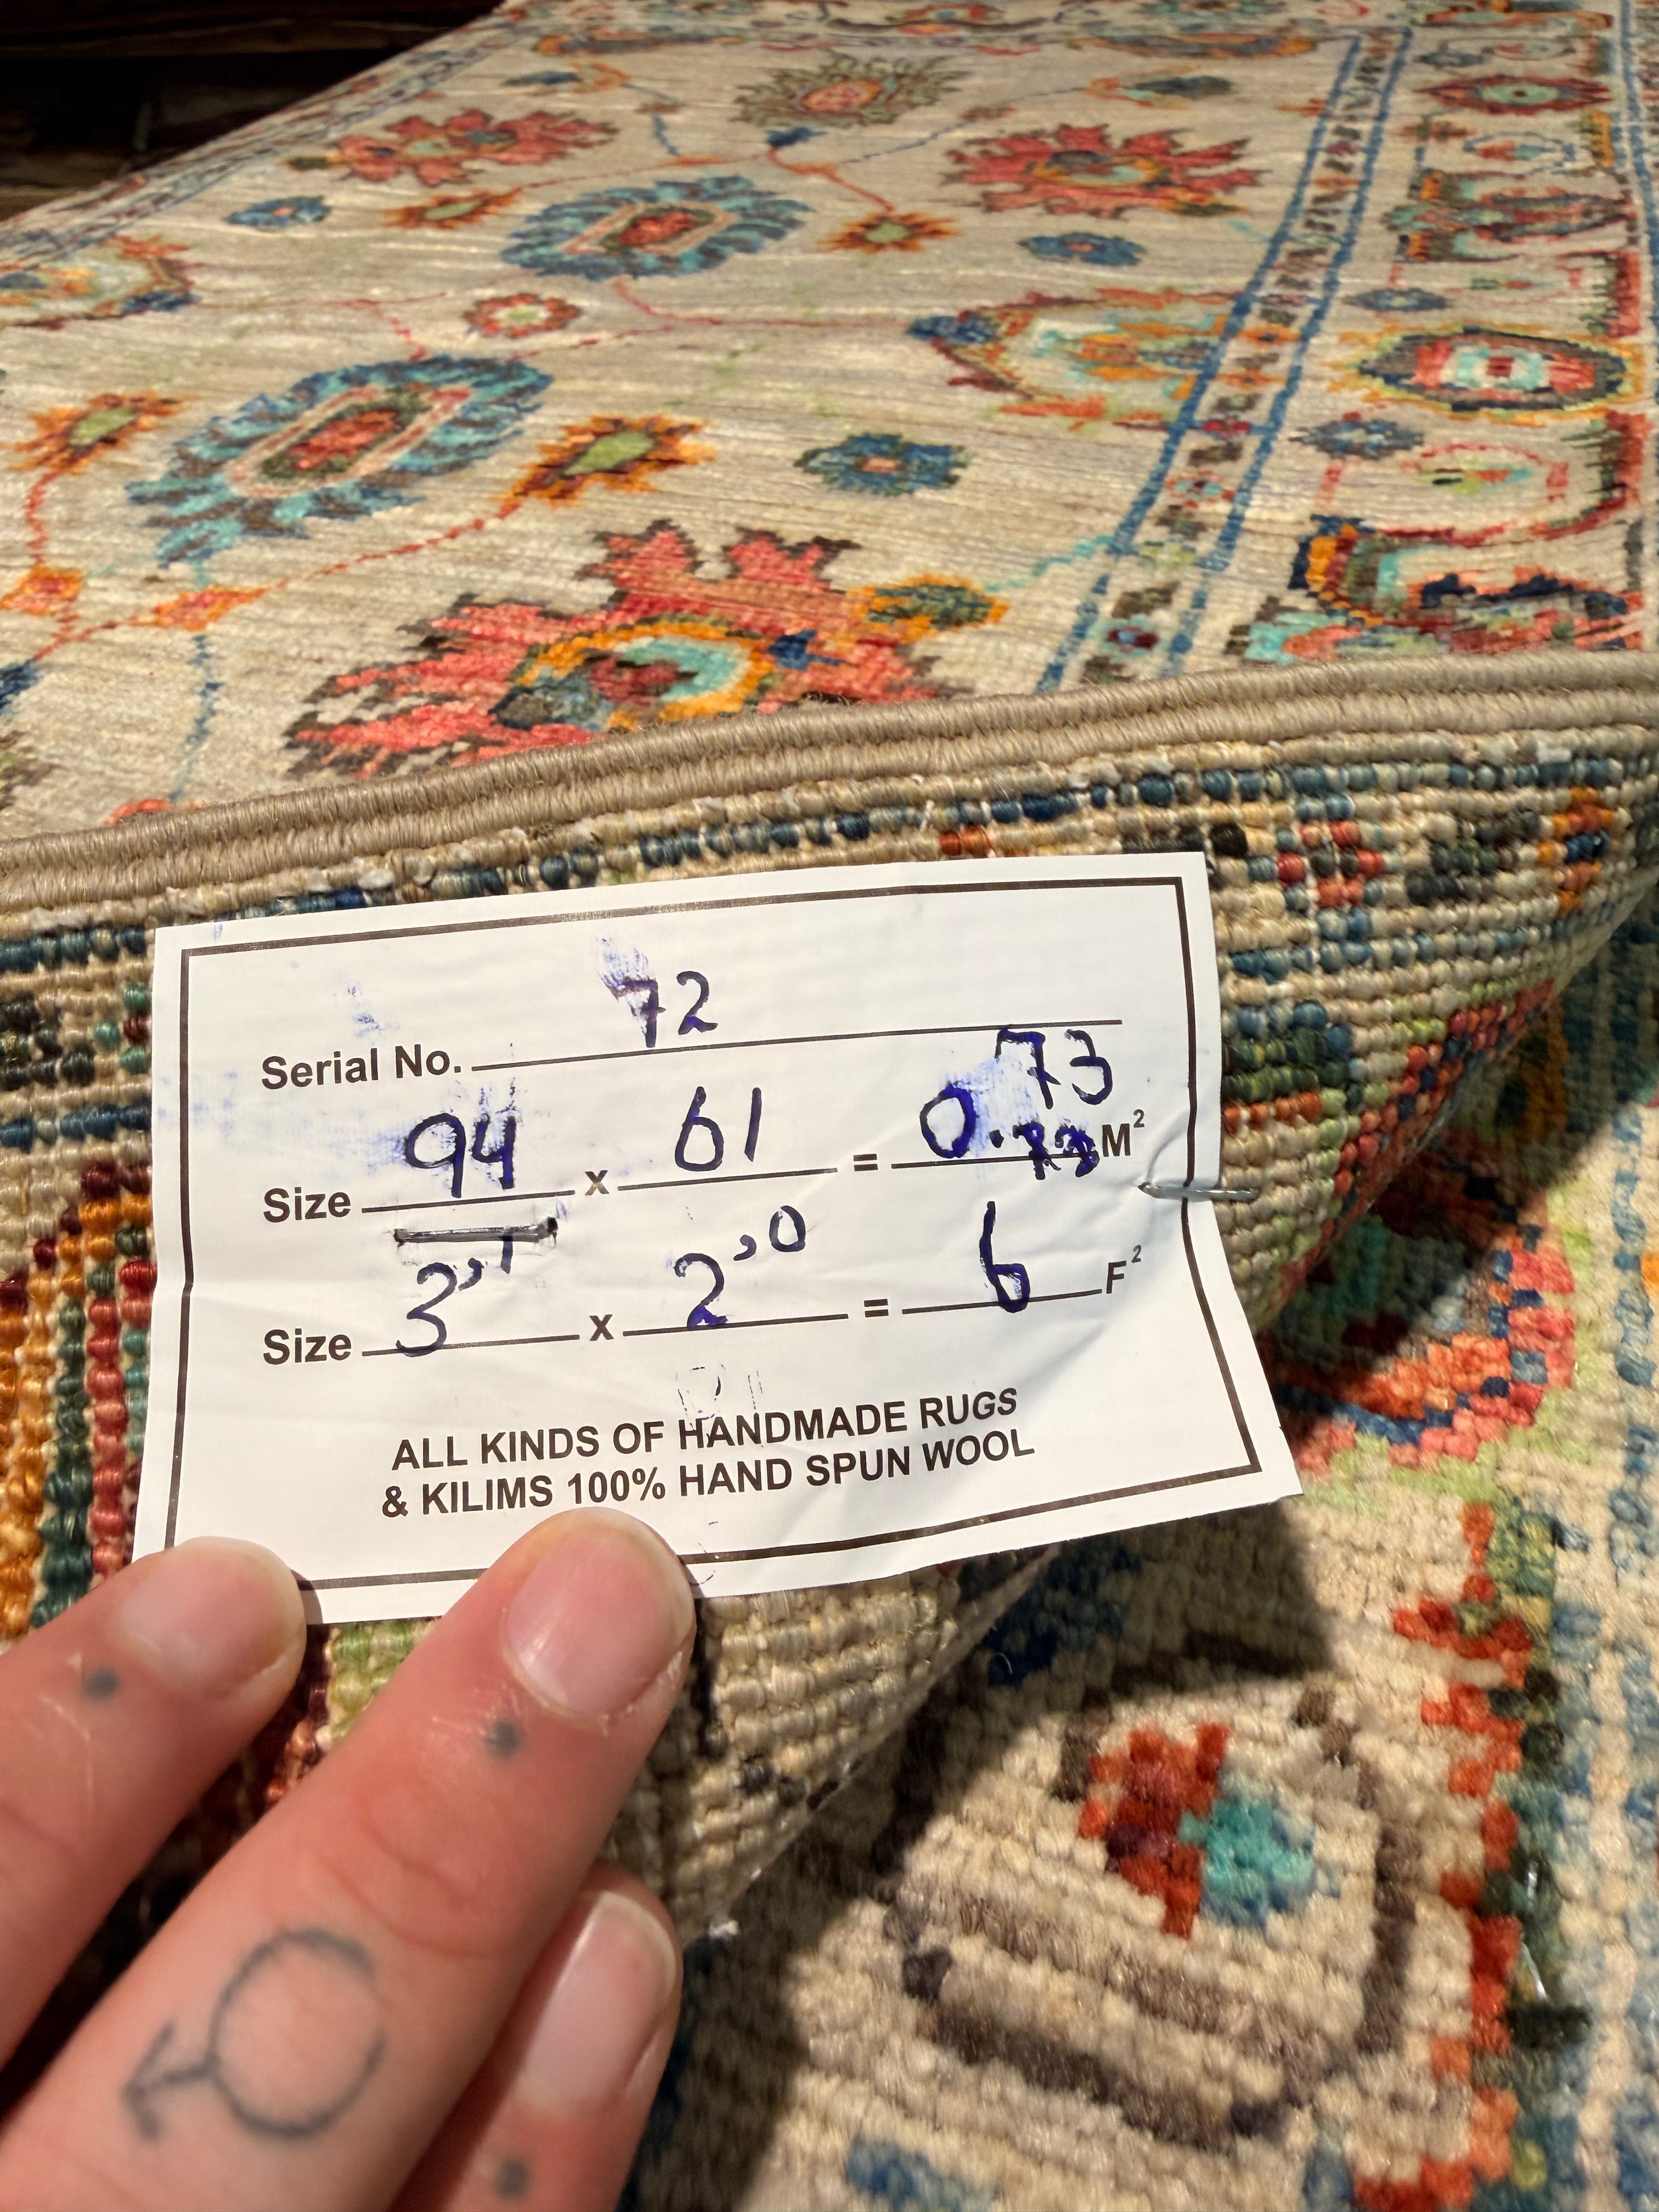 Serial No. 72
Size 94 x 61 = 0.73 M²
73
Size 3,1 x 2,0 = 6 F²
ALL KINDS OF HANDMADE RUGS
& KILIMS 100% HAND SPUN WOOL